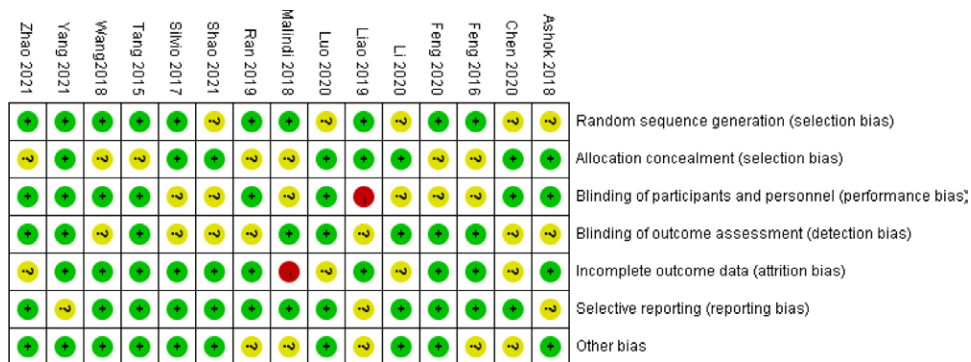 Zhao 2021
Yang 2021
Wang2018
Tang 2015
Silvio 2017
Shao 2021
Ran 2019
Malindi 2018
Luo 2020
Liao 2019
Li 2020
Feng 2020
Feng 2016
Chen 2020
Ashok 2018
+ + + + + ? + + ? + ? + + ? ? Random sequence generation (selection bias)
? + ? ? + + ? ? + + + ? ? + + Allocation concealment (selection bias)
+ + + + ? ? + ? + - ? ? ? + + Blinding of participants and personnel (performance bias)
+ + ? + ? ? ? + + ? + + + ? ? Blinding of outcome assessment (detection bias)
? + + + + + + - ? + ? + + ? + Incomplete outcome data (attrition bias)
+ ? + + + + + + + ? + + + + ? Selective reporting (reporting bias)
+ + + + + + ? ? + ? + + ? ? + Other bias